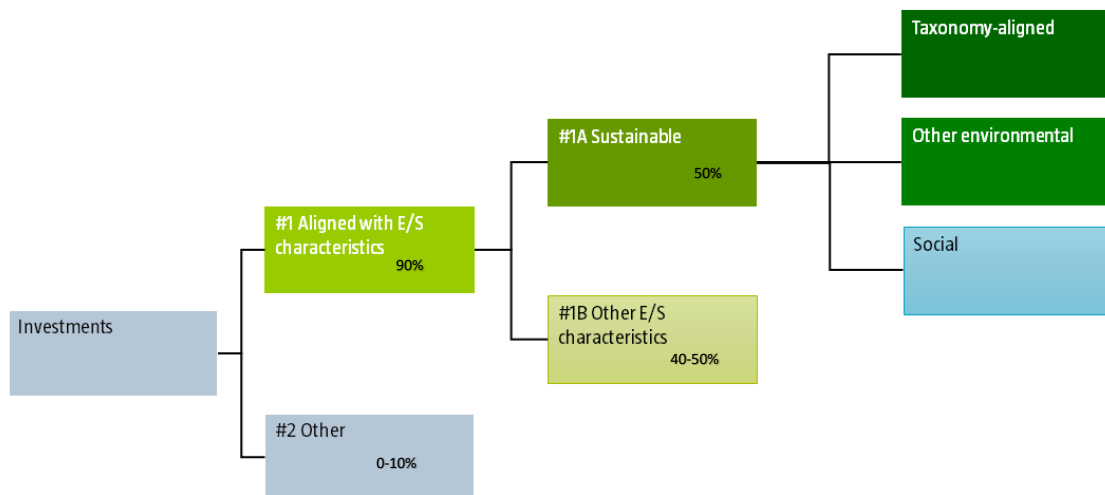 Investments
#1 Aligned with E/S
characteristics
90%
#2 Other
0-10%
#1A Sustainable
50%
#1B Other E/S
characteristics
40-50%
Taxonomy-aligned
Other environmental
Social